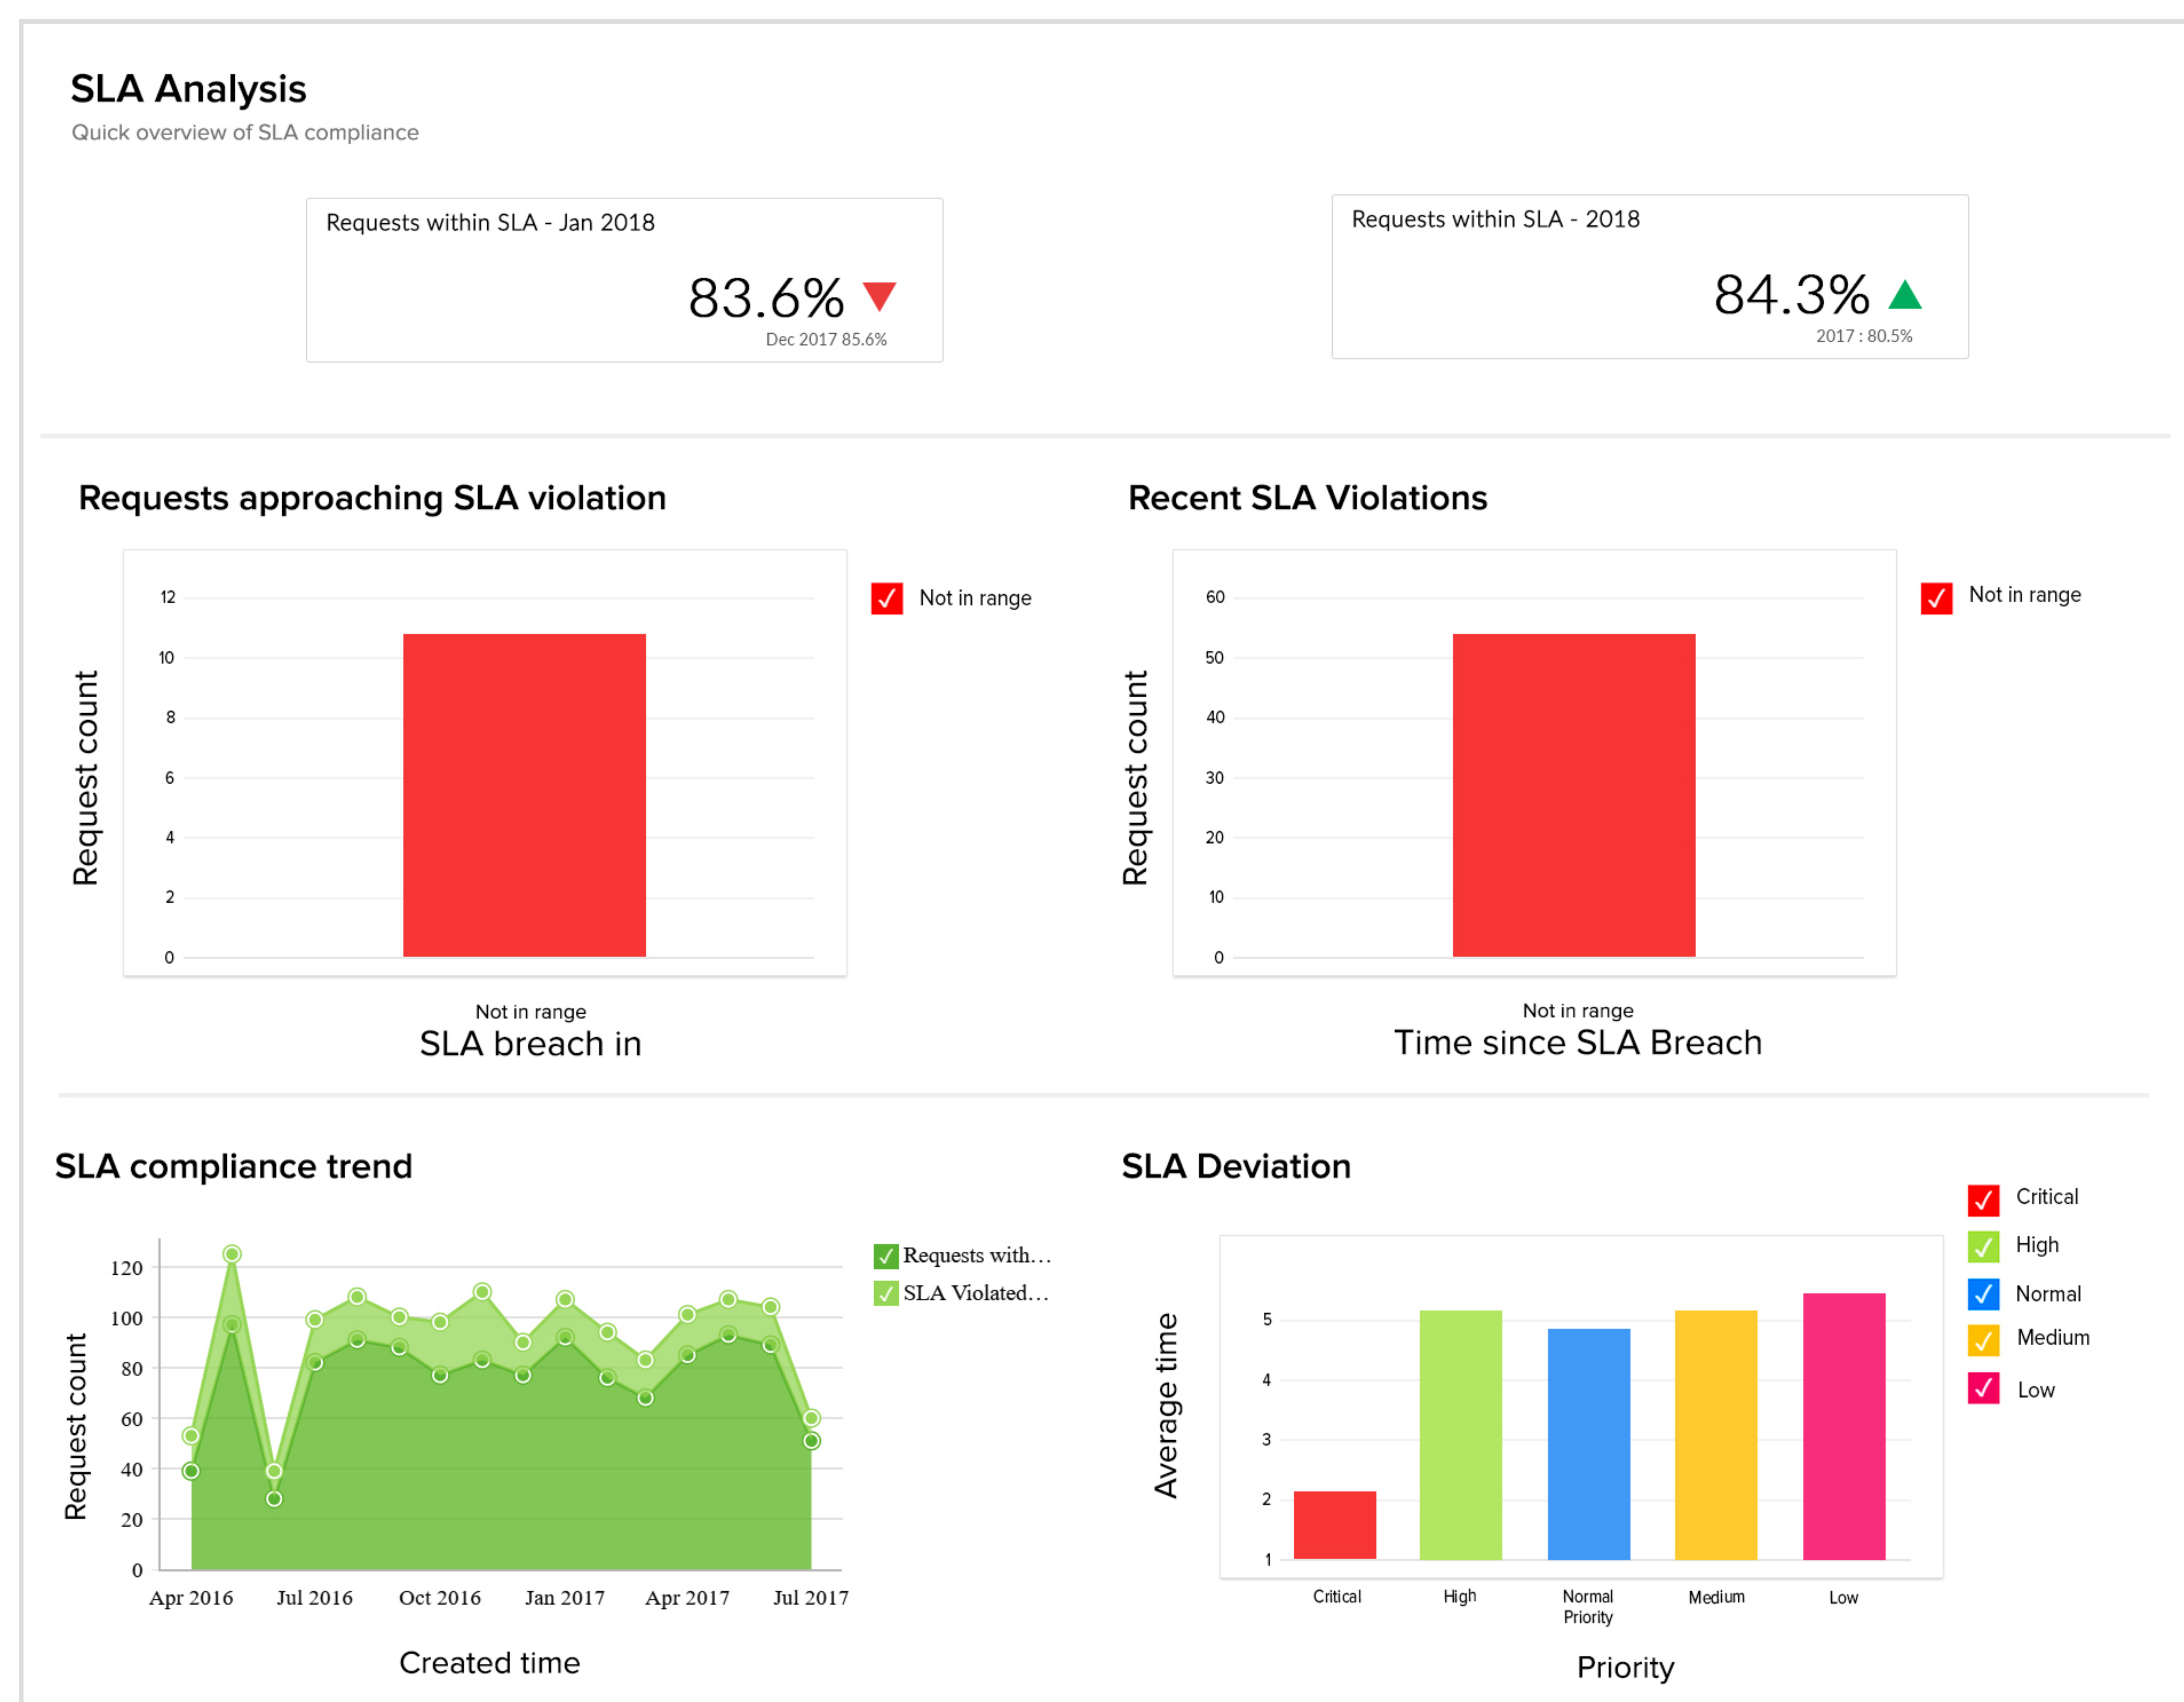 SLA Analysis
Quick overview of SLA compliance
Requests within SLA - Jan 2018
83.6%
Dec 2017 85.6%
Requests within SLA - 2018
84.3%
2017 : 80.5%
Requests approaching SLA violation
Request count
12
10
8
6
4
2
0
Not in range
Not in range
SLA breach in
Recent SLA Violations
Request count
60
50
40
30
20
10
0
Not in range
Not in range
Time since SLA Breach
SLA compliance trend
Request count
120
100
80
60
40
20
0
Apr 2016 Jul 2016 Oct 2016 Jan 2017 Apr 2017 Jul 2017
Created time
Requests with...
SLA Violated...
SLA Deviation
Average time
5
4
3
2
1
Critical High Normal Medium Low
Priority
Priority
Critical
High
Normal
Medium
Low